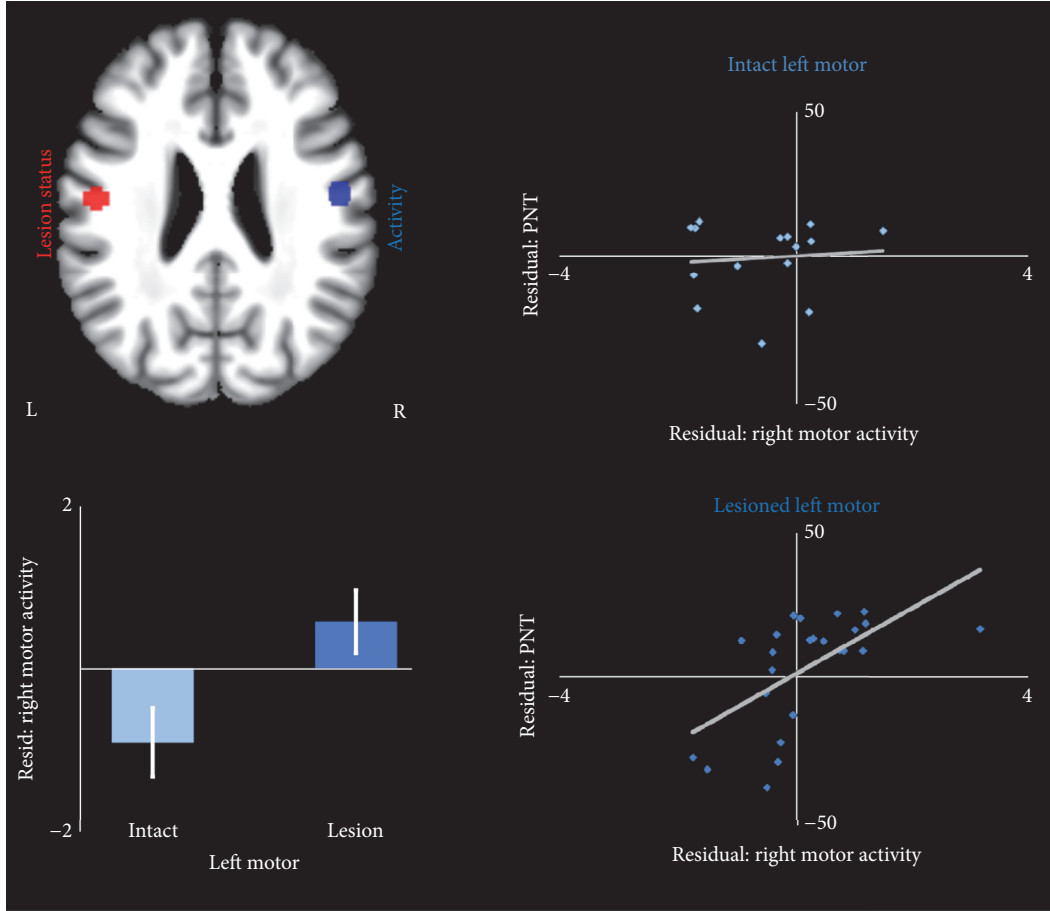 Lesion status
Activity
L
R
Intact left motor
50
Residual: PNT
−4
4
−50
Residual: right motor activity
2
Resid: right motor activity
−2
Intact
Lesion
Left motor
Lesioned left motor
50
Residual: PNT
−4
4
−50
Residual: right motor activity